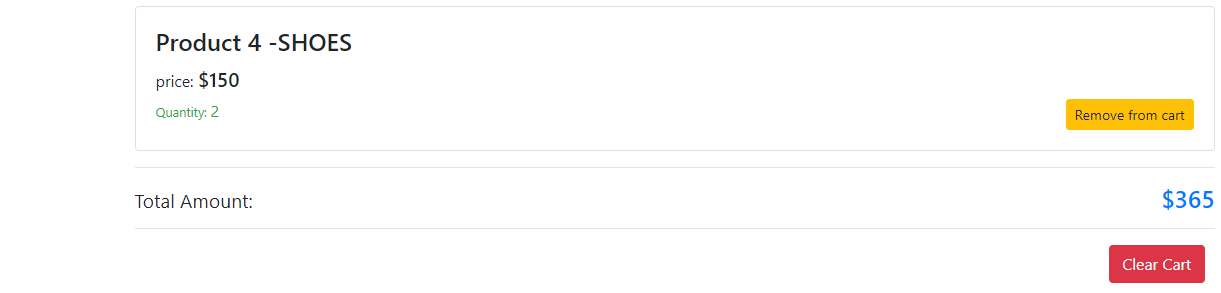 Product 4 -SHOES
price: $150
Quantity: 2
Remove from cart
Total Amount:
$365
Clear Cart